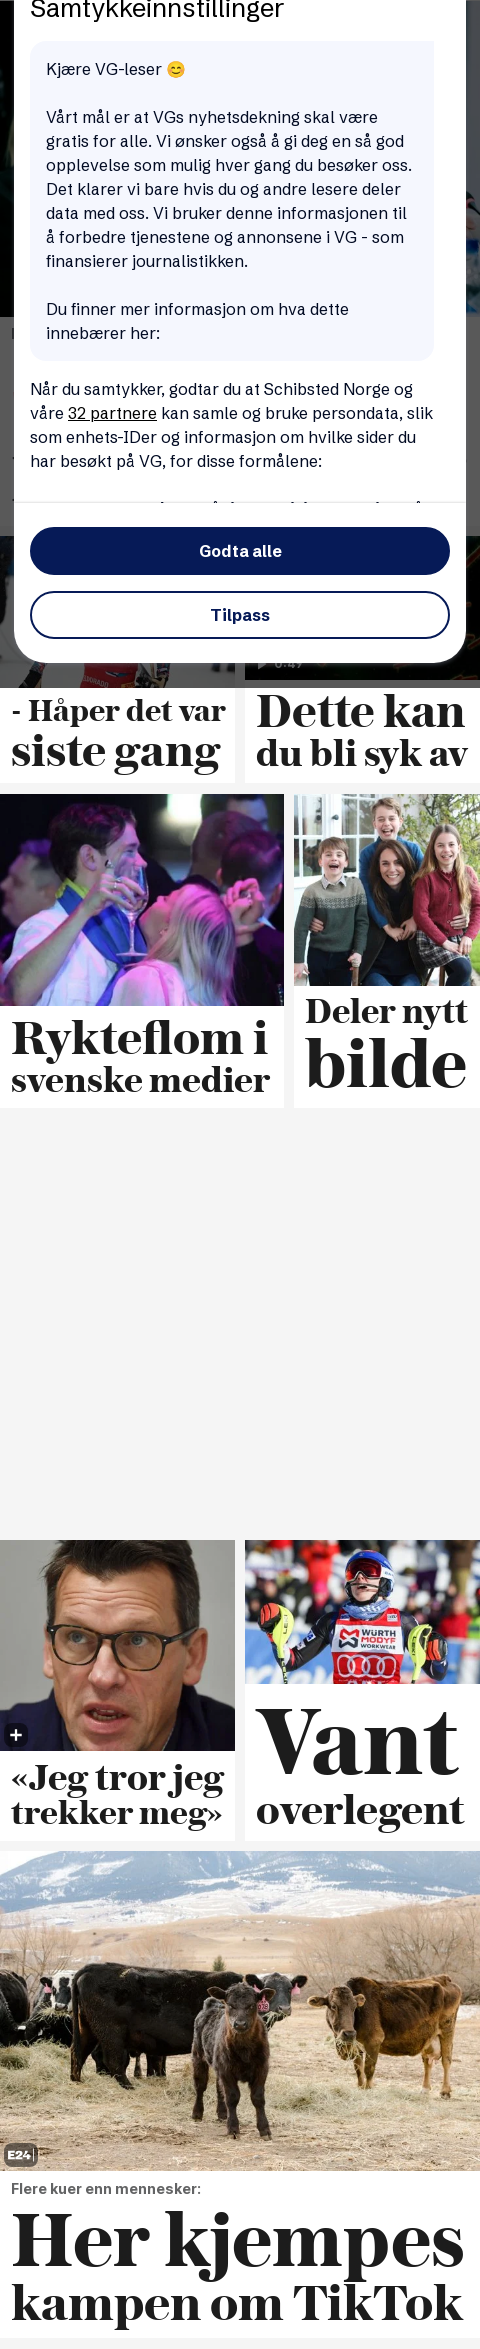 Samtykkeinnstillinger
Kjære VG-leser 😊
Vårt mål er at VGs nyhetsdekning skal være
gratis for alle. Vi ønsker også å gi deg en så god
opplevelse som mulig hver gang du besøker oss.
Det klarer vi bare hvis du og andre lesere deler
data med oss. Vi bruker denne informasjonen til
å forbedre tjenestene og annonsene i VG - som
finansierer journalistikken.
Du finner mer informasjon om hva dette
innebærer her:
Når du samtykker, godtar du at Schibsted Norge og
våre 32 partnere kan samle og bruke persondata, slik
som enhets-IDer og informasjon om hvilke sider du
har besøkt på VG, for disse formålene:
Godta alle
Tilpass
0:49
- Håper det var
siste gang
Dette kan
du bli syk av
Rykteflom i
svenske medier
Deler nytt
bilde
«Jeg tror jeg
trekker meg»
WÜRTH
MODYF
WORKWEAR
Vant
overlegent
E24
Flere kuer enn mennesker:
Her kjempes
kampen om TikTok